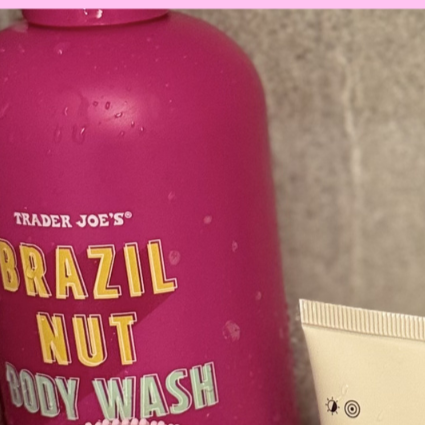 TRADER JOE'S®
BRAZIL
NUT
BODY WASH